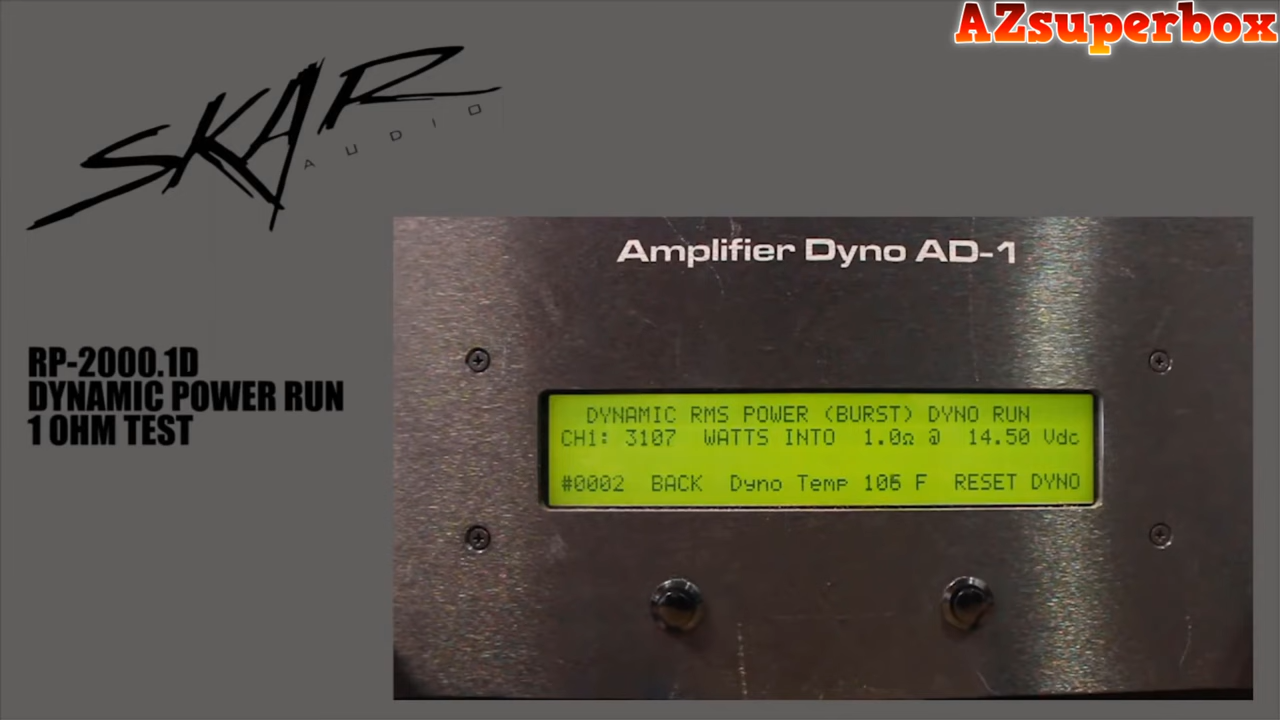 AZsuperbox
SKAR
AUDIO
Amplifier Dyno AD-1
RP-2000.1D
DYNAMIC POWER RUN
1 OHM TEST
DYNAMIC RMS POWER (BURST) DYNO RUN
CH1: 3107 WATTS INTO 1.0Ω @ 14.50 Vdc
#0002 BACK Dyno Temp 106 F RESET DYNO